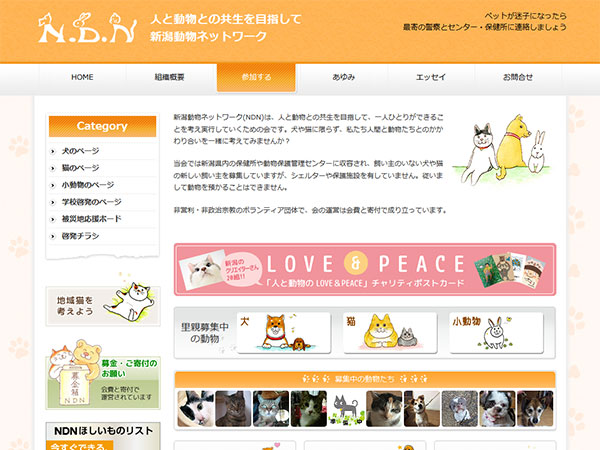 N.D.N
人と動物との共生を目指して
新潟動物ネットワーク
ペットが迷子になったら
最寄の警察とセンター・保健所に連絡しましょう
HOME
組織概要
参加する
あゆみ
エッセイ
お問合せ
Category
犬のページ
猫のページ
小動物のページ
学校啓発のページ
被災地応援ボード
啓発チラシ
地域猫を
考えよう
募金・ご寄付の
お願い
会費と寄付で
運営されています
募金箱
NDN
NDNほしいものリスト
今すぐできる
新潟動物ネットワーク(NDN)は、人と動物との共生を目指して、一人ひとりができるこ
とを考え実行していくための会です。犬や猫に限らず、私たち人間と動物たちとのかか
わり合いを一緒に考えてみませんか？
当会では新潟県内の保健所や動物保護管理センターに収容され、飼い主のいない犬や猫
の新しい飼い主を募集していますが、シェルターや保護施設を有していません。従いまし
て動物を預かることはできません。
非営利・非政治宗教のボランティア団体で、会の運営は会費と寄付で成り立っています。
新潟の
クリエイターさん
20組!!
LOVE & PEACE
「人と動物の LOVE＆PEACE」チャリティポストカード
里親募集中
の動物
犬
猫
小動物
募集中の動物たち